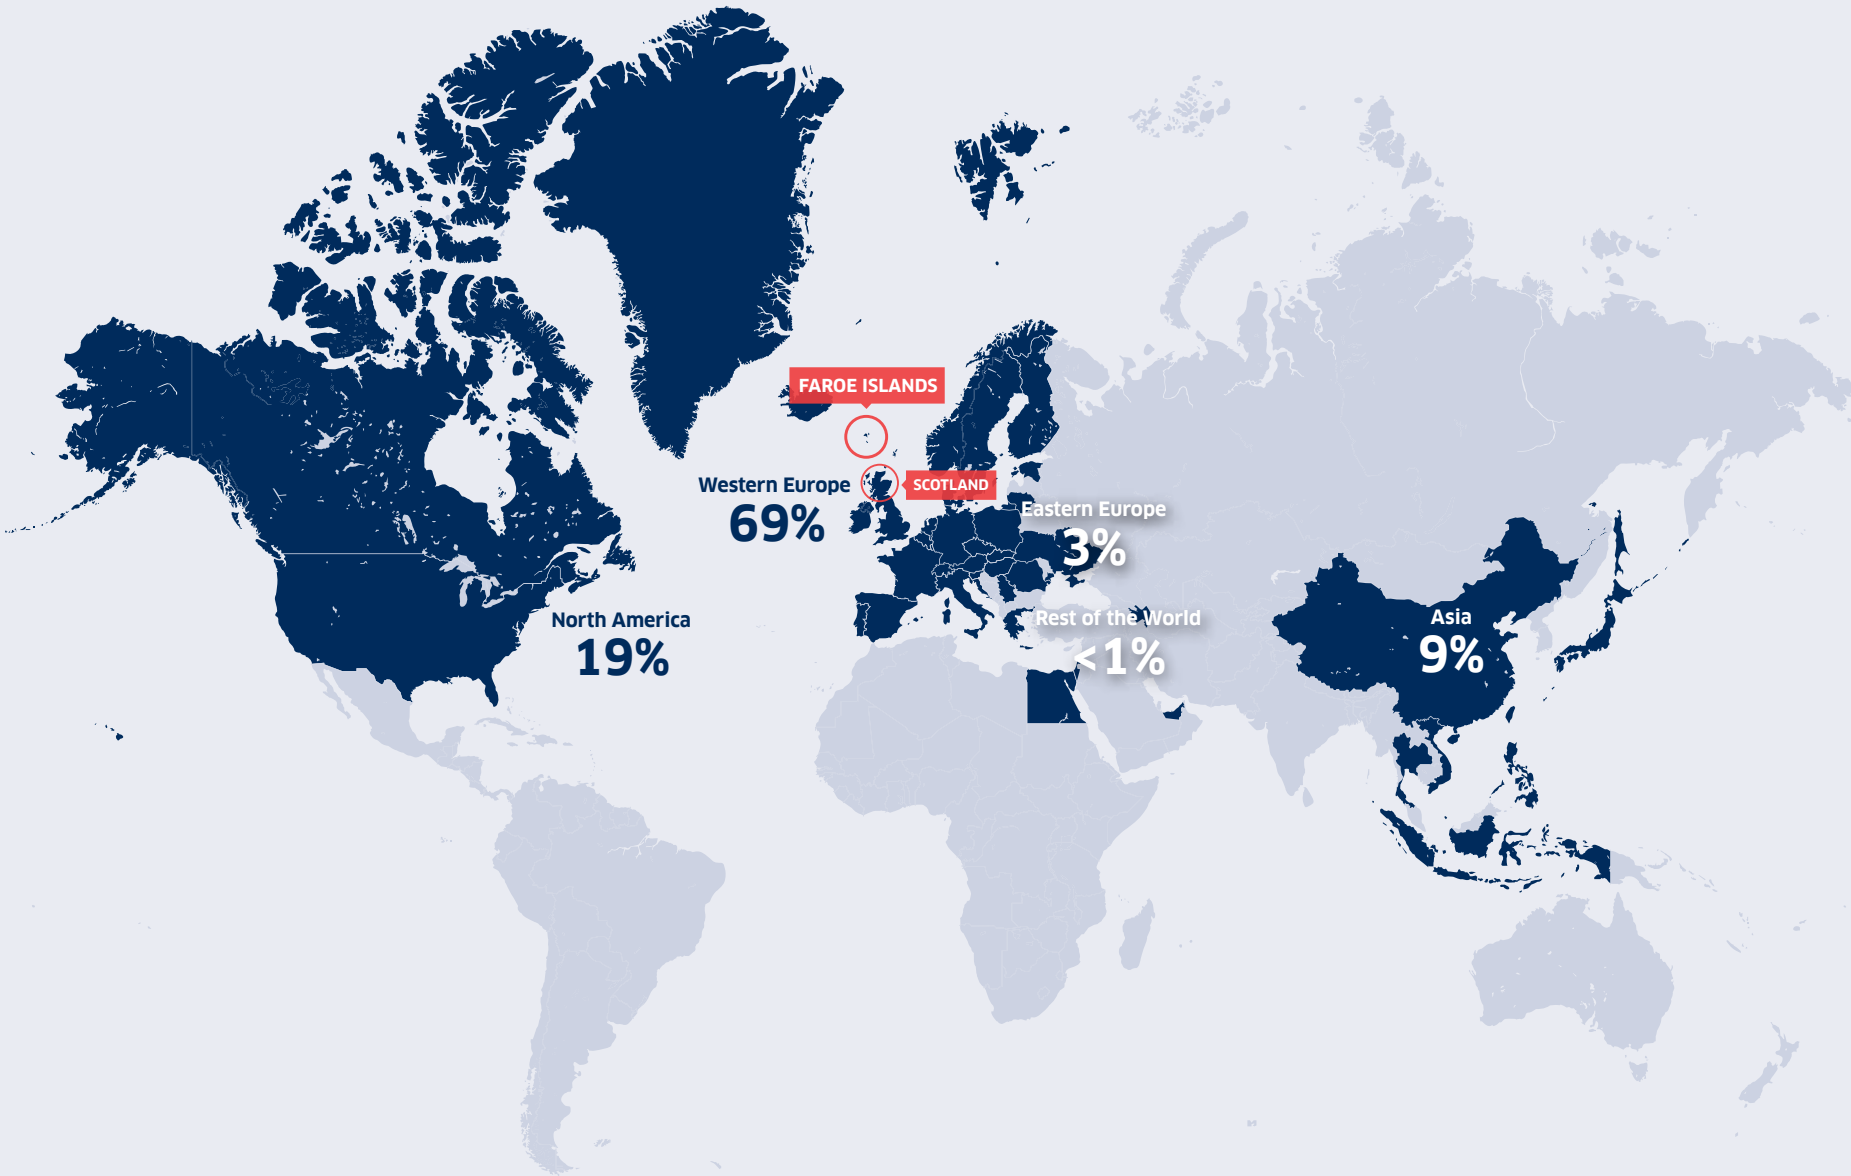 FAROE ISLANDS
SCOTLAND
Western Europe
69%
Eastern Europe
3%
North America
19%
Rest of the World
<1%
Asia
9%